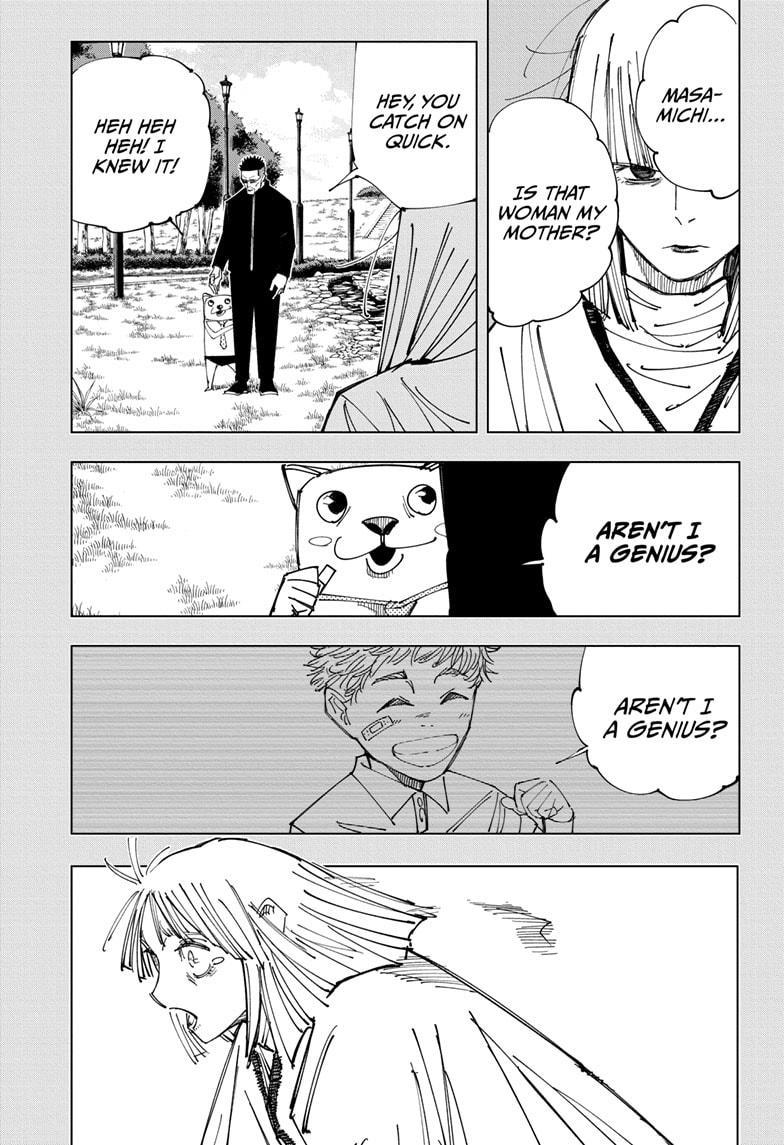 MASA-
MICHI...
IS THAT
WOMAN MY
MOTHER?
HEY, YOU
CATCH ON
QUICK.
HEH HEH
HEH! I
KNEW IT!
AREN'T I
A GENIUS?
AREN'T I
A GENIUS?